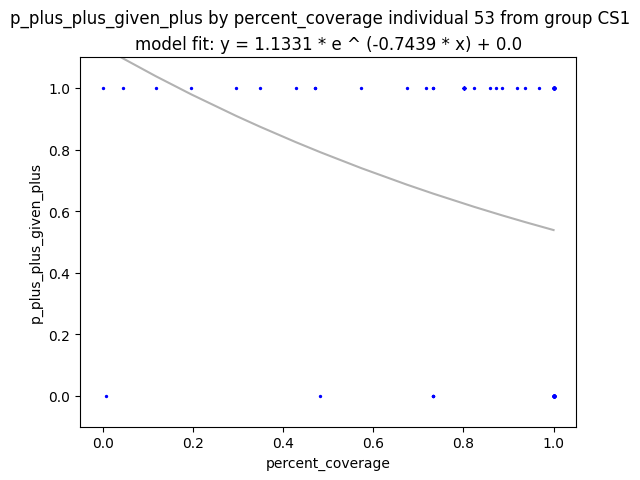 p_plus_plus_given_plus by percent_coverage individual 53 from group CS1
model fit: y = 1.1331 * e ^ (-0.7439 * x) + 0.0
1.0
0.8
0.6
0.4
0.2
0.0
p_plus_plus_given_plus
0.0 0.2 0.4 0.6 0.8 1.0
percent_coverage